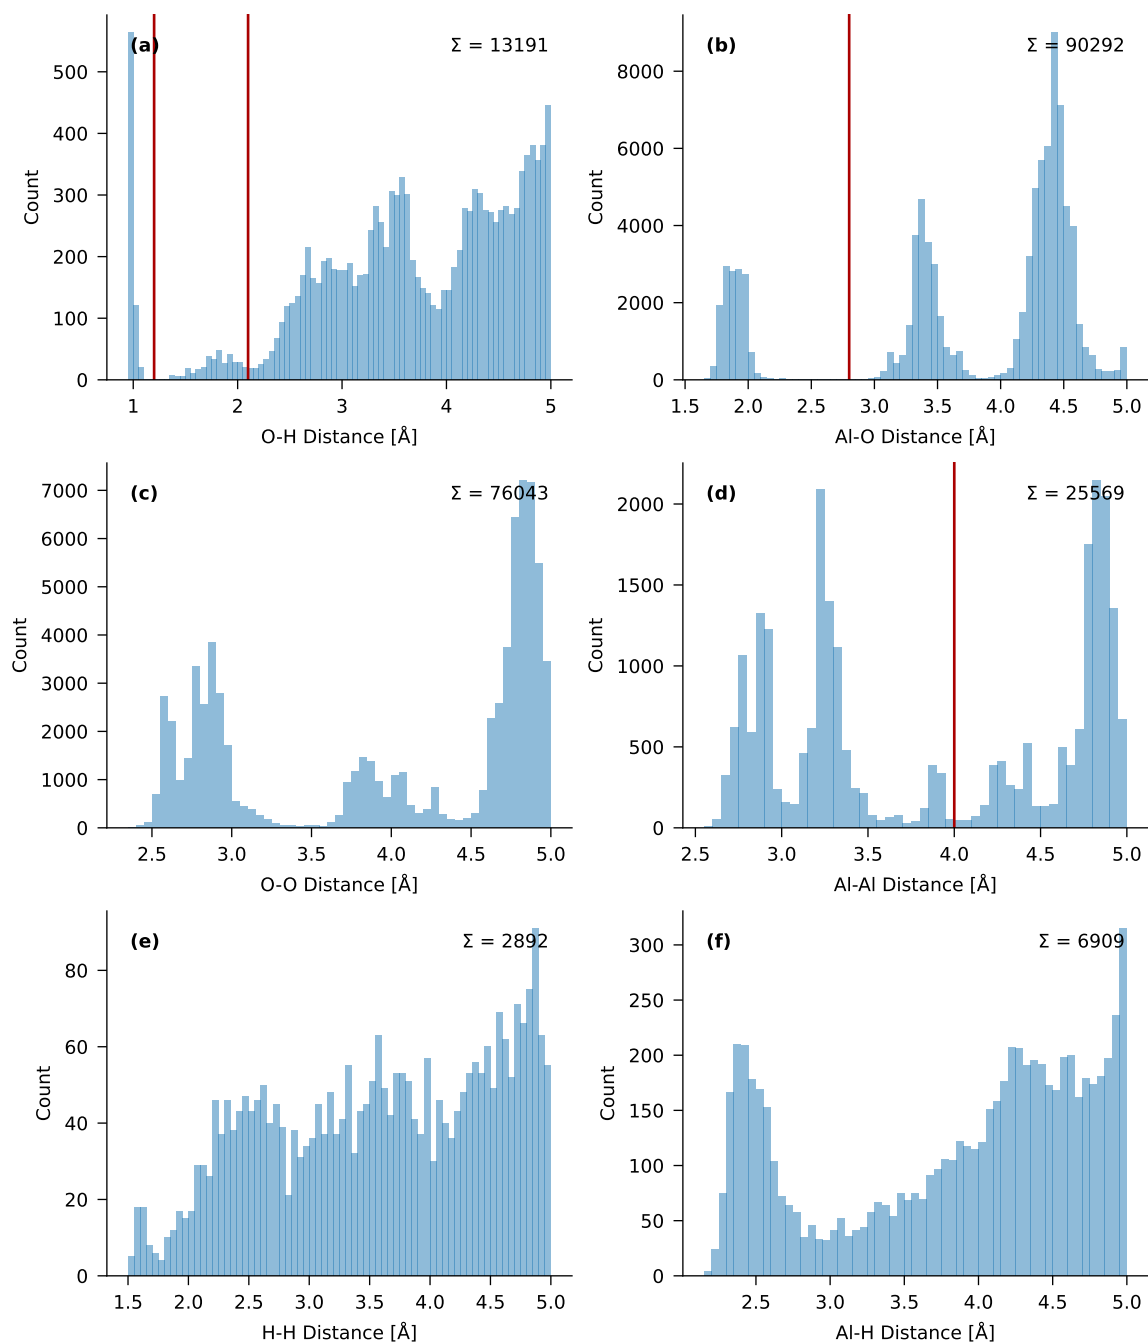 (a)
Σ = 13191
500
400
300
200
100
0
Count
1 2 3 4 5
O-H Distance [Å]
(b)
Σ = 90292
8000
6000
4000
2000
0
Count
1.5 2.0 2.5 3.0 3.5 4.0 4.5 5.0
Al-O Distance [Å]
(c)
Σ = 76043
7000
6000
5000
4000
3000
2000
1000
0
Count
2.5 3.0 3.5 4.0 4.5 5.0
O-O Distance [Å]
(d)
Σ = 25569
2000
1500
1000
500
0
Count
2.5 3.0 3.5 4.0 4.5 5.0
Al-Al Distance [Å]
(e)
Σ = 2892
80
60
40
20
0
Count
1.5 2.0 2.5 3.0 3.5 4.0 4.5 5.0
H-H Distance [Å]
(f)
Σ = 6909
300
250
200
150
100
50
0
Count
2.5 3.0 3.5 4.0 4.5 5.0
Al-H Distance [Å]